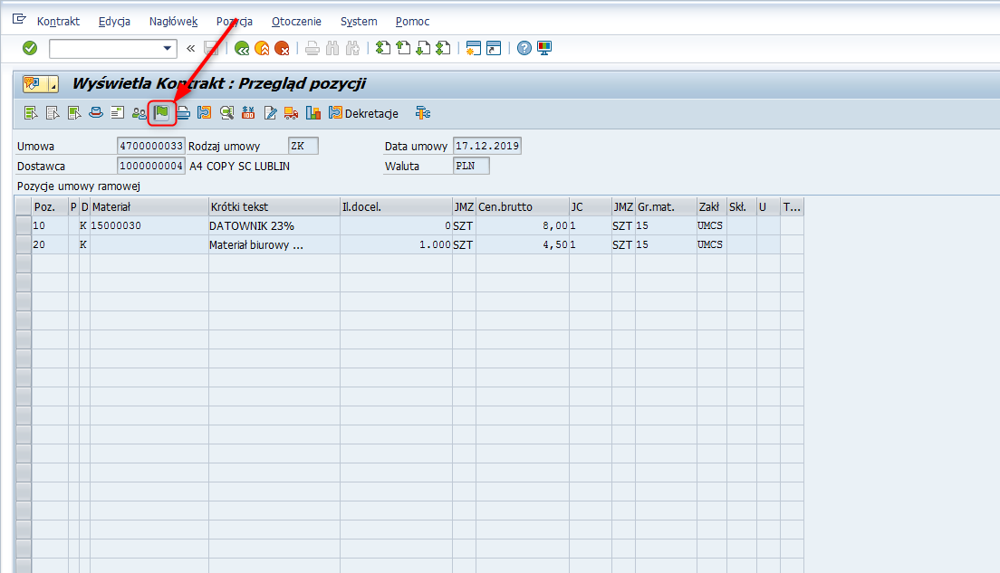 Kontrakt Edycja Nagłówek Pozycja Otoczenie System Pomoc
Wyświetla Kontrakt : Przegląd pozycji
Dekretacje
Umowa 4700000033 Rodzaj umowy ZK Data umowy 17.12.2019
Dostawca 1000000004 A4 COPY SC LUBLIN Waluta PLN
Pozycje umowy ramowej
Poz. P D Materiał Krótki tekst Il.docel. JMZ Cen.brutto JC JMZ Gr.mat. Zakł Skł. U T...
10 K 15000030 DATOWNIK 23% 0 SZT 8,00 1 SZT 15 UMCS
20 K Materiał biurowy ... 1.000 SZT 4,50 1 SZT 15 UMCS